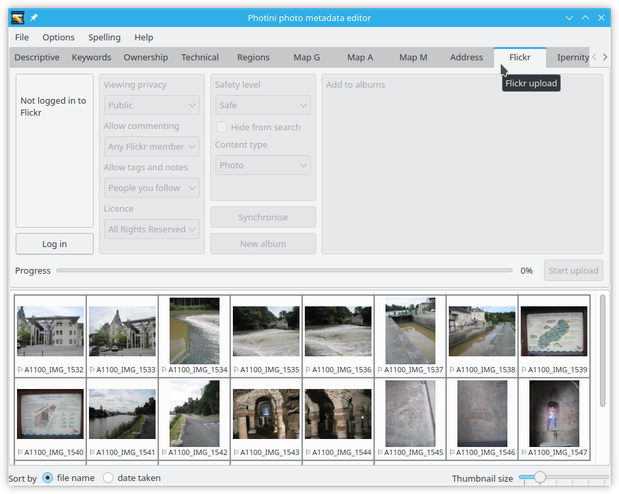 Photini photo metadata editor
File Options Spelling Help
Descriptive Keywords Ownership Technical Regions Map G Map A Map M Address Flickr Ipernity
Flickr upload
Not logged in to
Flickr
Log in
Viewing privacy
Public
Allow commenting
Any Flickr member
Allow tags and notes
People you follow
Licence
All Rights Reserved
Safety level
Safe
Hide from search
Content type
Photo
Synchronise
New album
Add to albums
Progress 0% Start upload
A1100_IMG_1532 A1100_IMG_1533 A1100_IMG_1534 A1100_IMG_1535 A1100_IMG_1536 A1100_IMG_1537 A1100_IMG_1538 A1100_IMG_1539
A1100_IMG_1540 A1100_IMG_1541 A1100_IMG_1542 A1100_IMG_1543 A1100_IMG_1544 A1100_IMG_1545 A1100_IMG_1546 A1100_IMG_1547
Sort by file name date taken Thumbnail size